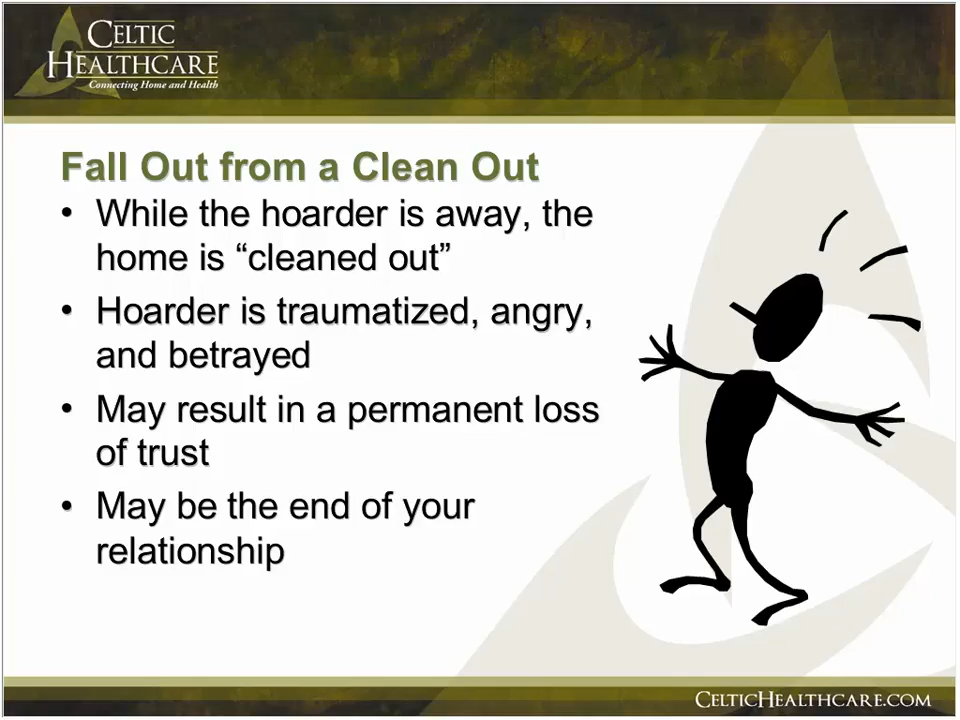 CELTIC
HEALTHCARE
Connecting Home and Health
Fall Out from a Clean Out
• While the hoarder is away, the
home is “cleaned out”
• Hoarder is traumatized, angry,
and betrayed
• May result in a permanent loss
of trust
• May be the end of your
relationship
CELTICHEALTHCARE.COM